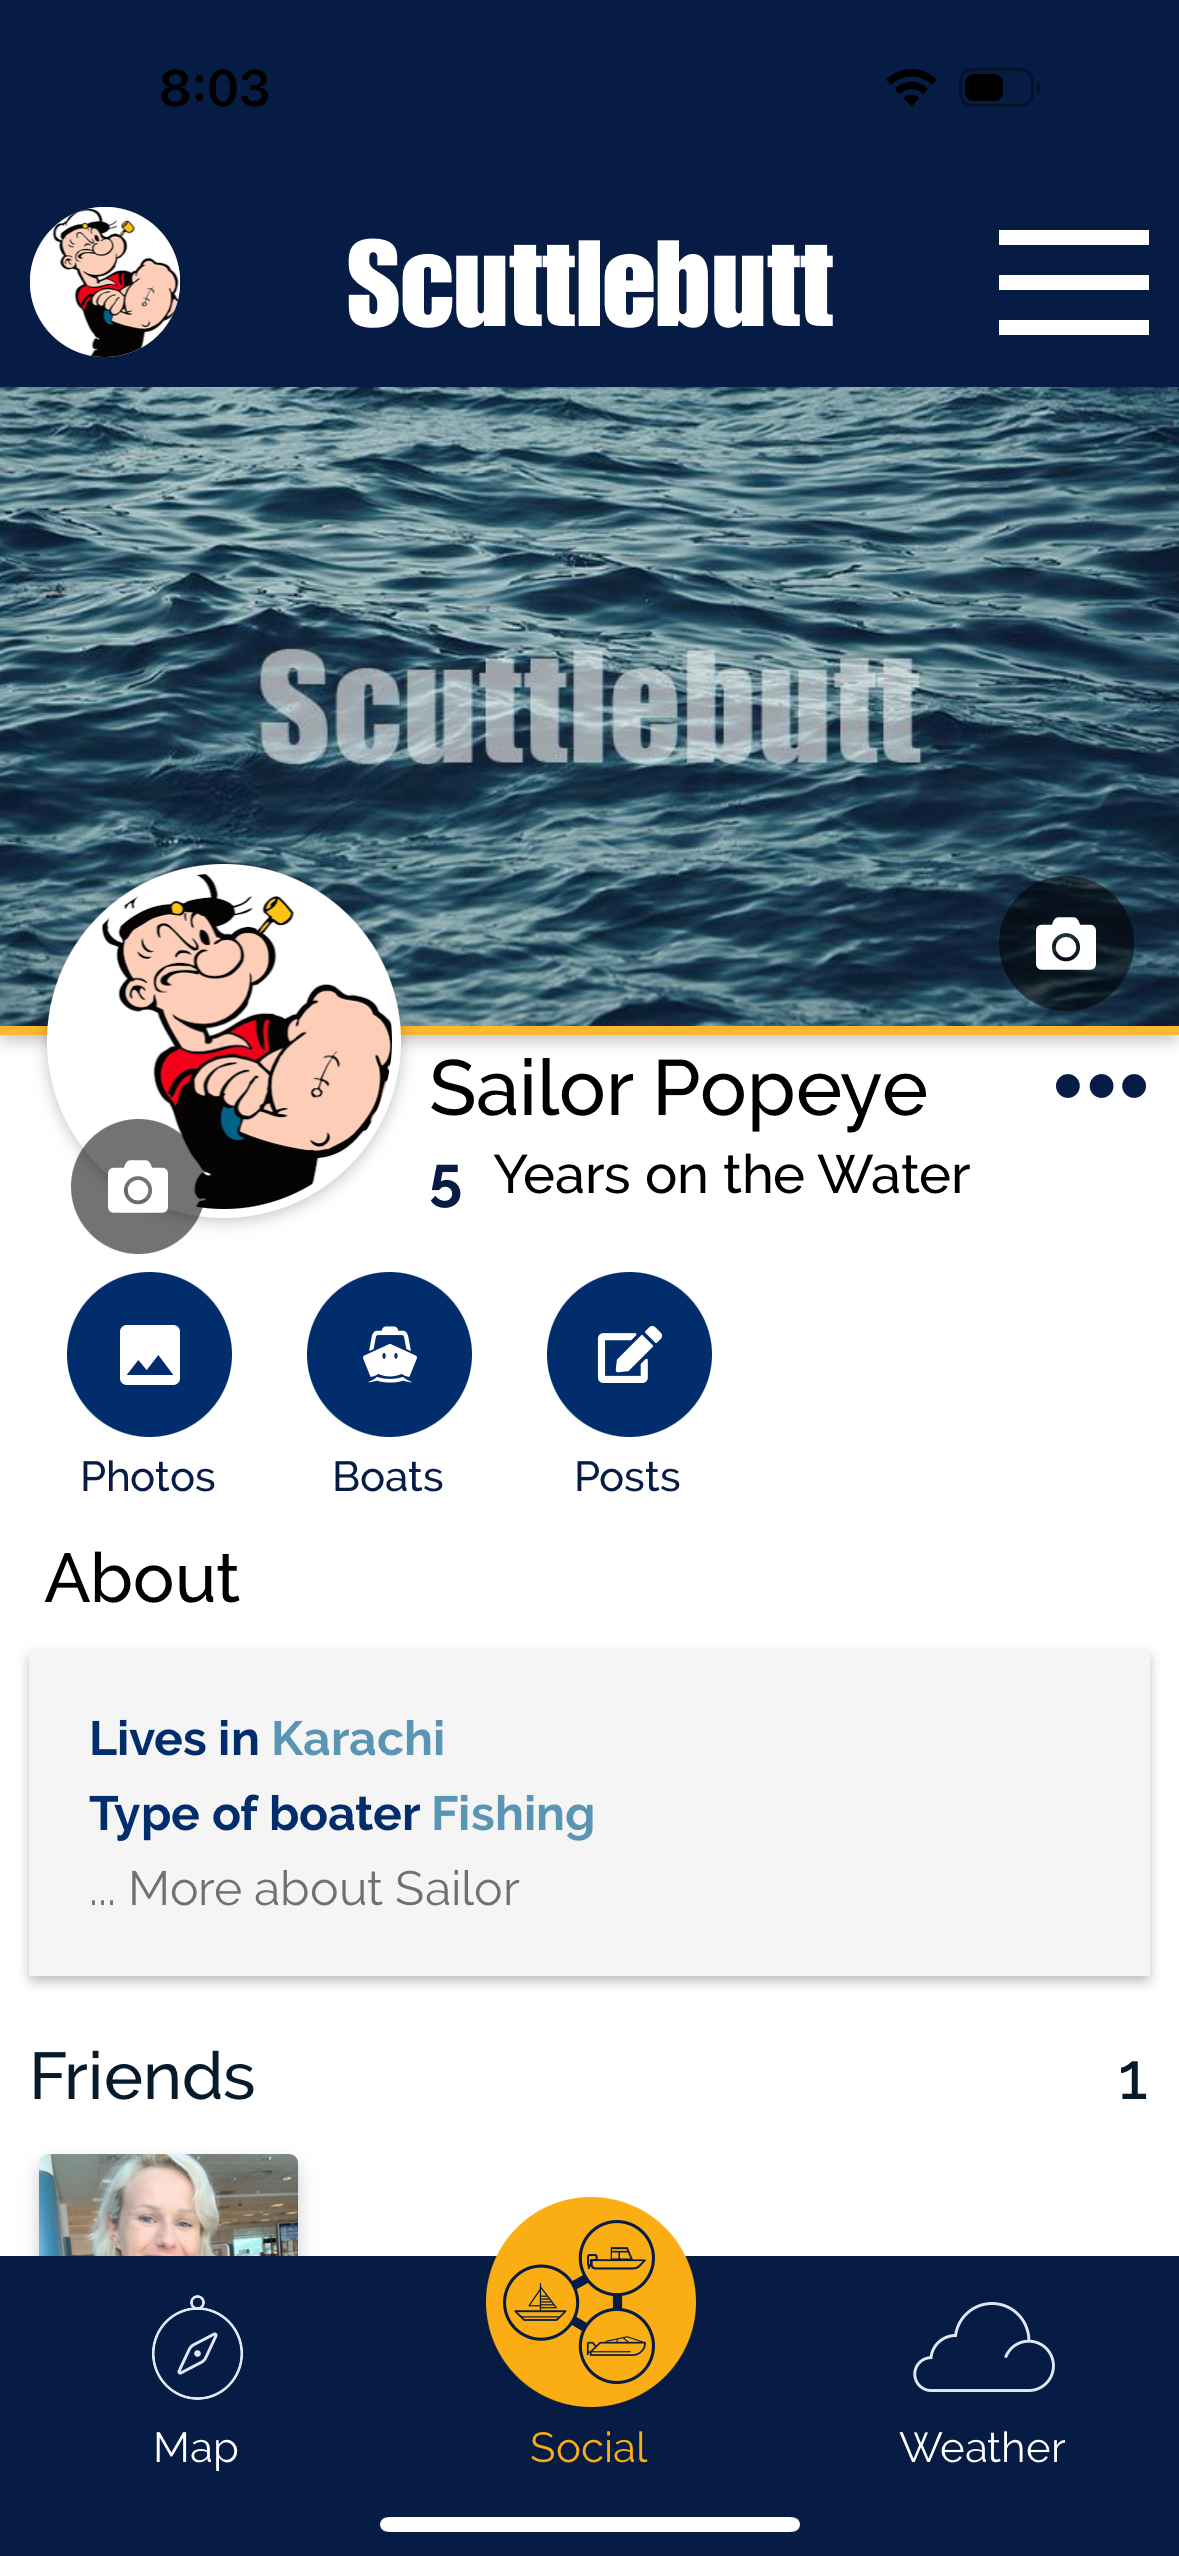 8:03
Scuttlebutt
Scuttlebutt
Sailor Popeye
5 Years on the Water
Photos Boats Posts
About
Lives in Karachi
Type of boater Fishing
... More about Sailor
Friends 1
Map Social Weather